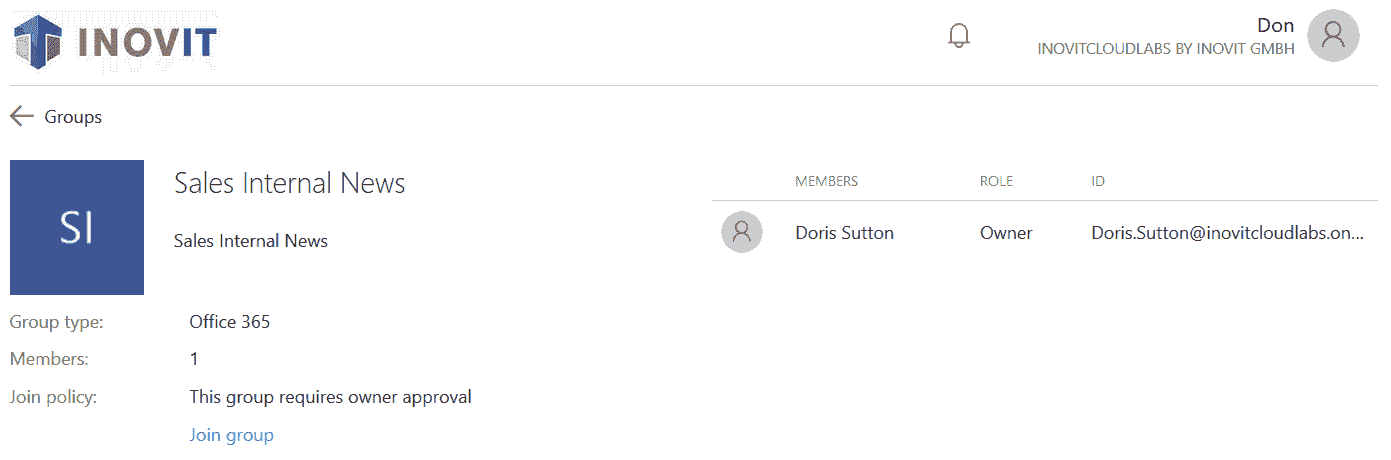 INOVIT
Don
INOVITCLOUDLABS BY INOVIT GMBH
Groups
SI
Sales Internal News
Sales Internal News
Group type: Office 365
Members: 1
Join policy: This group requires owner approval
Join group
MEMBERS ROLE ID
Doris Sutton Owner Doris.Sutton@inovitcloudlabs.on...